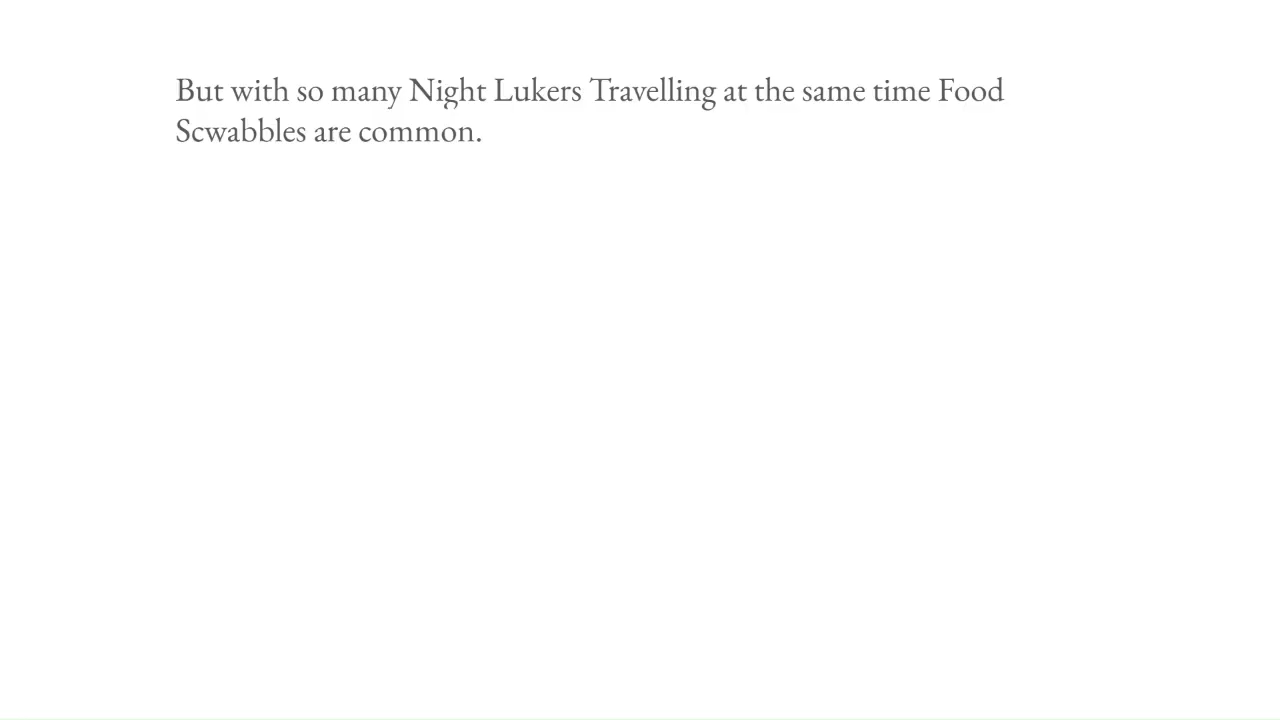 But with so many Night Lukers Travelling at the same time Food
Scwabbles are common.